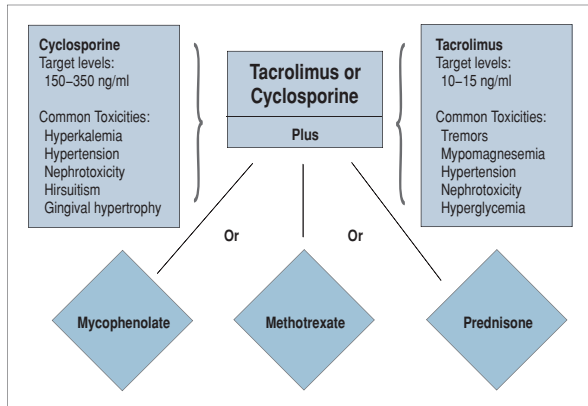 Cyclosporine
Target levels:
150–350 ng/ml
Common Toxicities:
Hyperkalemia
Hypertension
Nephrotoxicity
Hirsuitism
Gingival hypertrophy
Tacrolimus or
Cyclosporine
Plus
Tacrolimus
Target levels:
10–15 ng/ml
Common Toxicities:
Tremors
Mypomagnesemia
Hypertension
Nephrotoxicity
Hyperglycemia
Or
Or
Mycophenolate
Methotrexate
Prednisone